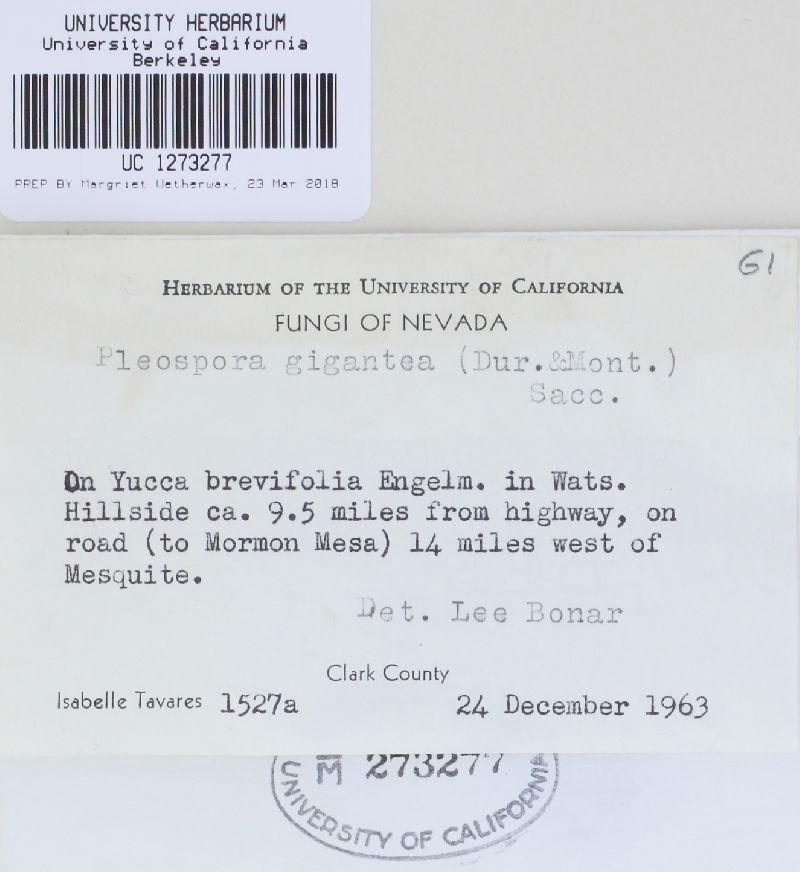 UNIVERSITY HERBARIUM
University of California
Berkeley
UC 1273277
PREP BY Margriet Wetherwax, 23 Mar 2018
G1
HERBARIUM OF THE UNIVERSITY OF CALIFORNIA
FUNGI OF NEVADA
Pleospora gigantea (Dur.&Mont.)
Sacc.
On Yucca brevifolia Engelm. in Wats.
Hillside ca. 9.5 miles from highway, on
road (to Mormon Mesa) 14 miles west of
Mesquite.
Det. Lee Bonar
Clark County
Isabelle Tavares 1527a 24 December 1963
M 273277
UNIVERSITY OF CALIFORNIA